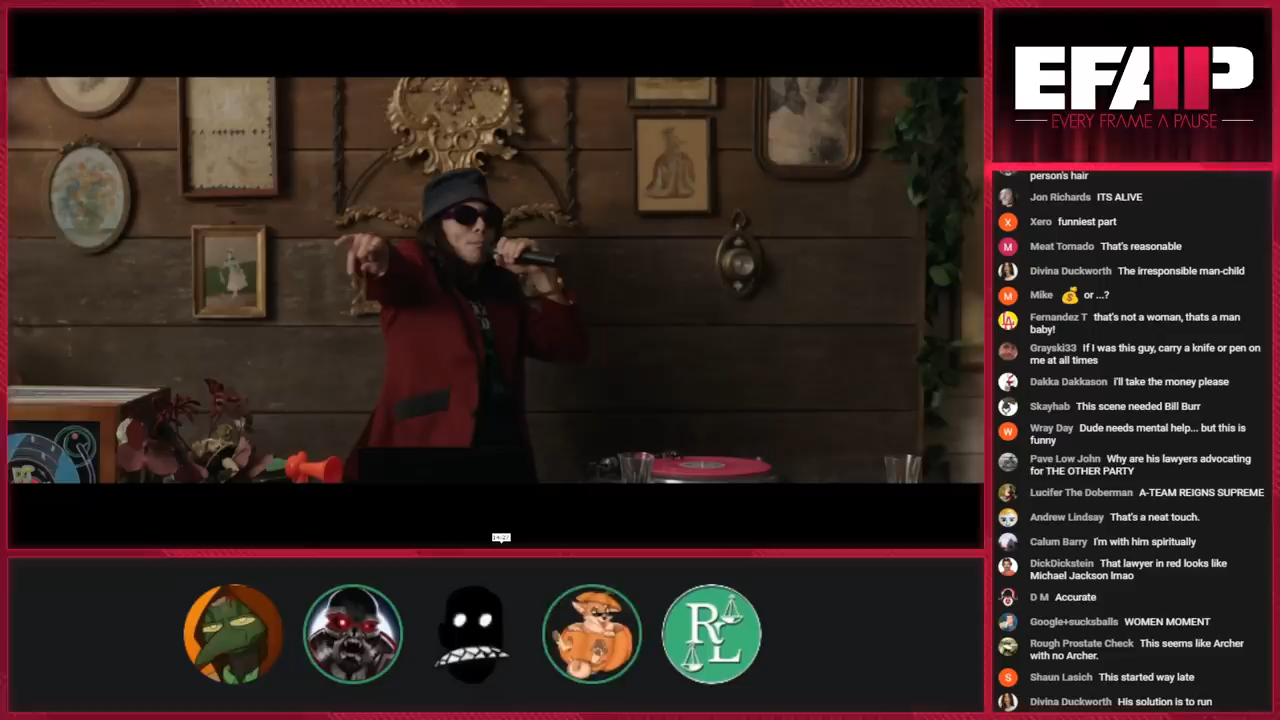 EFAP
EVERY FRAME A PAUSE
person's hair
Jon Richards ITS ALIVE
X Xero funniest part
M Meat Tornado That's reasonable
Divina Duckworth The irresponsible man-child
M Mike 💰 or ...?
Fernandez T that's not a woman, thats a man
baby!
Grayski33 If I was this guy, carry a knife or pen on
me at all times
Dakka Dakkason i'll take the money please
Skayhab This scene needed Bill Burr
W Wray Day Dude needs mental help... but this is
funny
Pave Low John Why are his lawyers advocating
for THE OTHER PARTY
Lucifer The Doberman A-TEAM REIGNS SUPREME
Andrew Lindsay That's a neat touch.
Calum Barry I'm with him spiritually
DickDickstein That lawyer in red looks like
Michael Jackson lmao
D M Accurate
Google+sucksballs WOMEN MOMENT
Rough Prostate Check This seems like Archer
with no Archer.
S Shaun Lasich This started way late
Divina Duckworth His solution is to run
14:27
RL